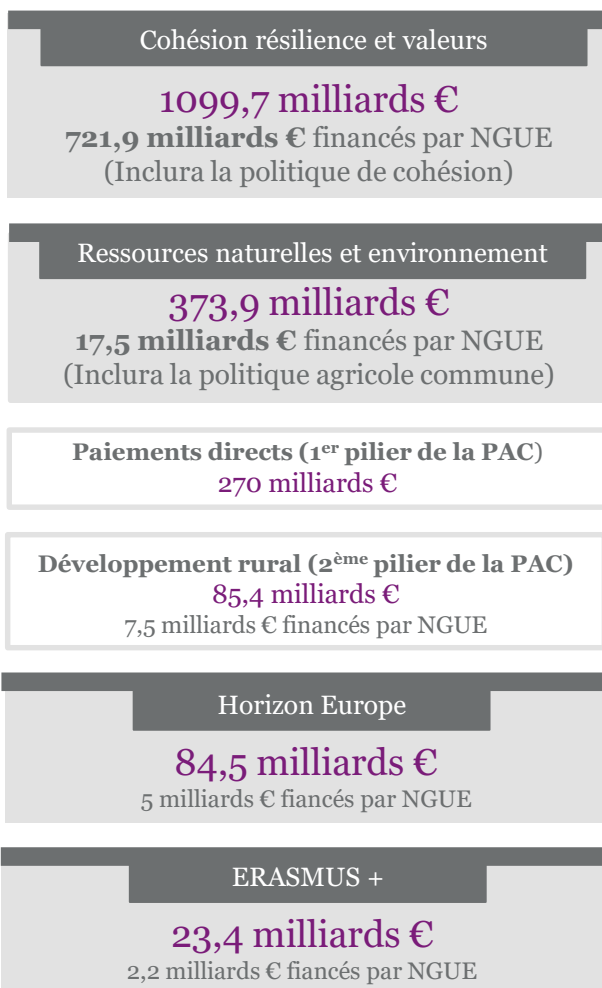 Cohésion résilience et valeurs
1099,7 milliards €
721,9 milliards € financés par NGUE
(Inclura la politique de cohésion)
Ressources naturelles et environnement
373,9 milliards €
17,5 milliards € financés par NGUE
(Inclura la politique agricole commune)
Paiements directs (1er pilier de la PAC)
270 milliards €
Développement rural (2ème pilier de la PAC)
85,4 milliards €
7,5 milliards € financés par NGUE
Horizon Europe
84,5 milliards €
5 milliards € fiancés par NGUE
ERASMUS +
23,4 milliards €
2,2 milliards € fiancés par NGUE